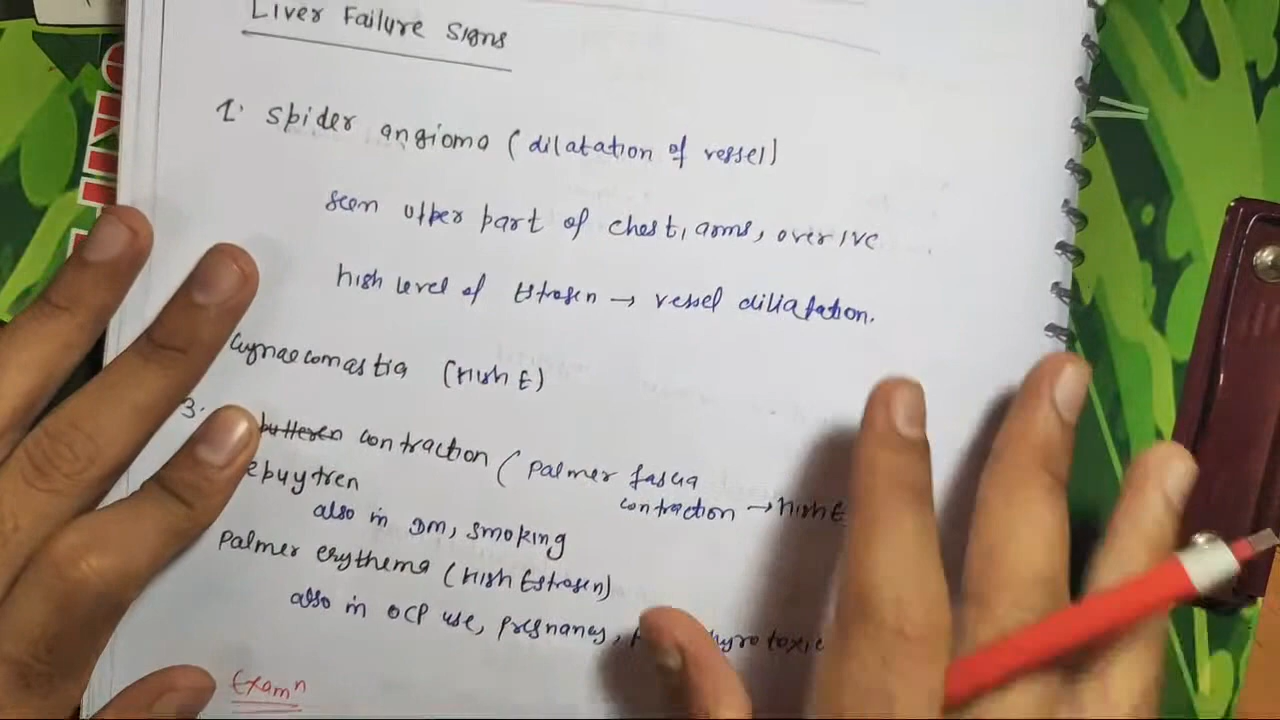 Liver Failure Signs
1. Spider angioma (dilatation of vessel)
seen upper part of chest, arms, over IVC
high level of Estrogen → vessel diliatation.
Gynaecomastia (High E)
3. contraction (Palmer fascia
ebuytren contraction → high E
also in DM, smoking
Palmer erythema (High Estrogen)
also in OCP use, pregnancy,
Examn